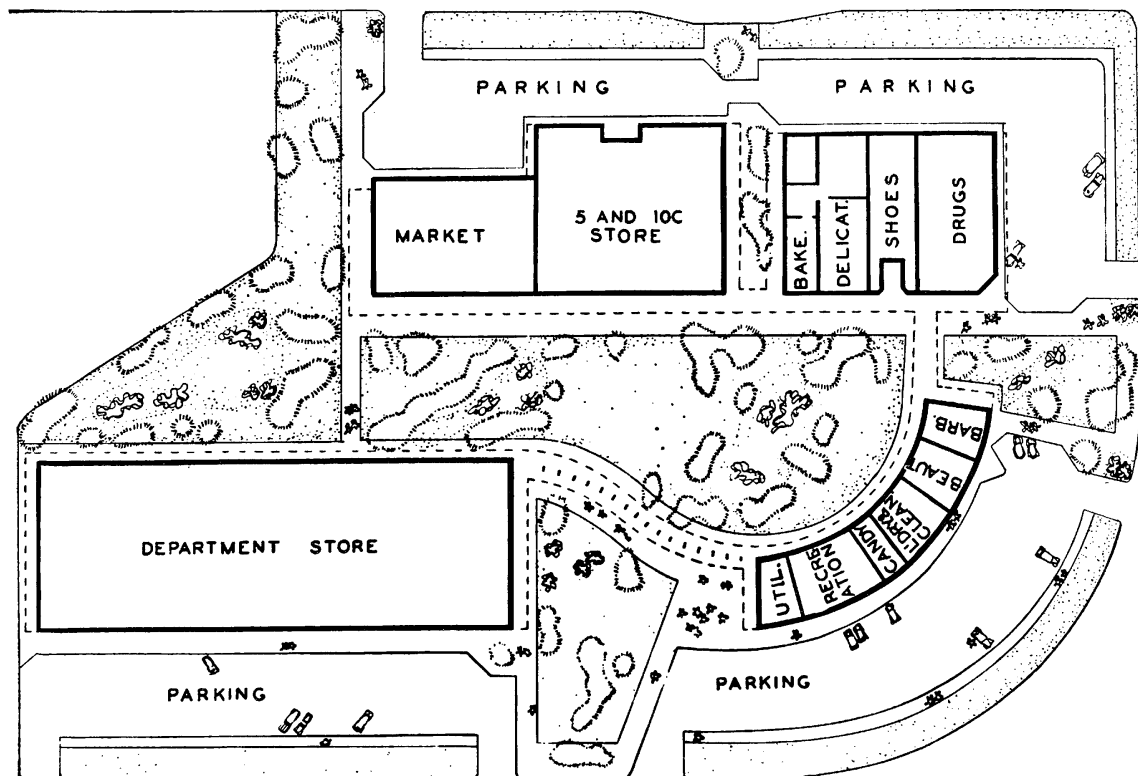 PARKING
PARKING
MARKET
5 AND 10C
STORE
BAKE.
DELICAT.
SHOES
DRUGS
BARB.
BEAUT.
L'DRY&
CLEAN.
CANDY
RECRE-
ATION
UTIL.
DEPARTMENT STORE
PARKING
PARKING